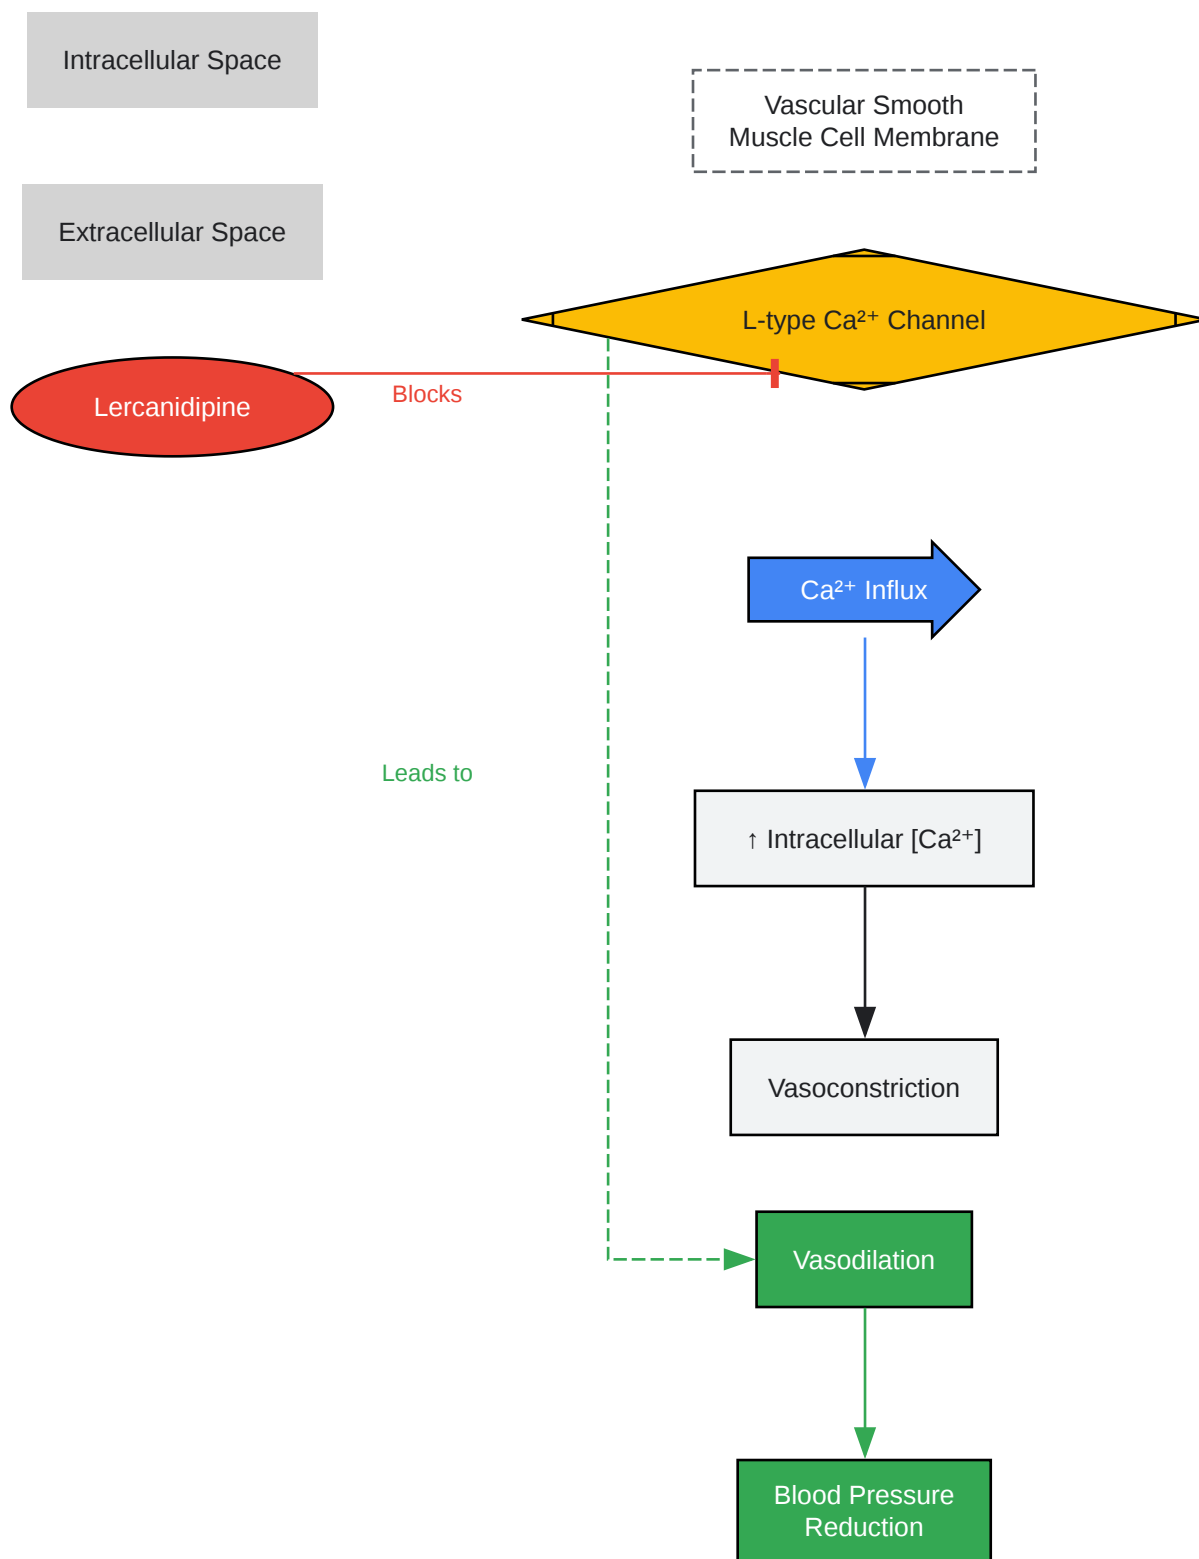 Intracellular Space
Vascular Smooth
Muscle Cell Membrane
Extracellular Space
L-type Ca²⁺ Channel
Lercanidipine
Blocks
Ca²⁺ Influx
Leads to
↑ Intracellular [Ca²⁺]
Vasoconstriction
Vasodilation
Blood Pressure
Reduction